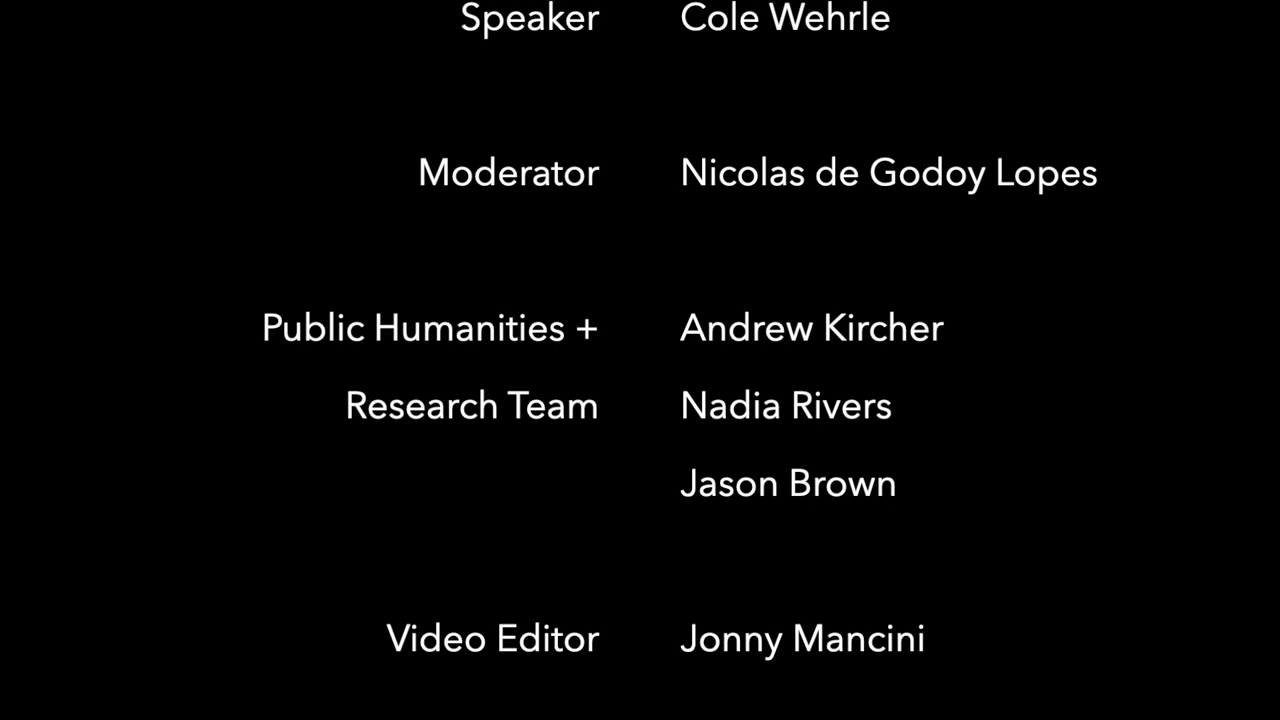 Speaker Cole Wehrle
Moderator Nicolas de Godoy Lopes
Public Humanities + Andrew Kircher
Research Team Nadia Rivers
Jason Brown
Video Editor Jonny Mancini